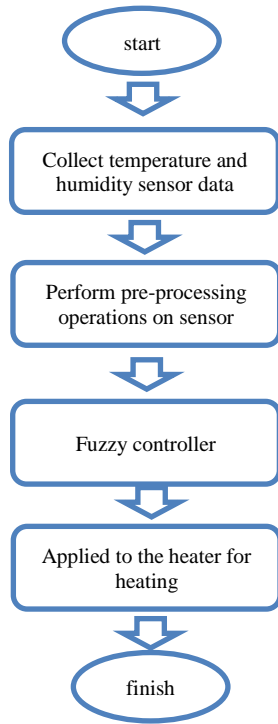 start
Collect temperature and
humidity sensor data
Perform pre-processing
operations on sensor
Fuzzy controller
Applied to the heater for
heating
finish